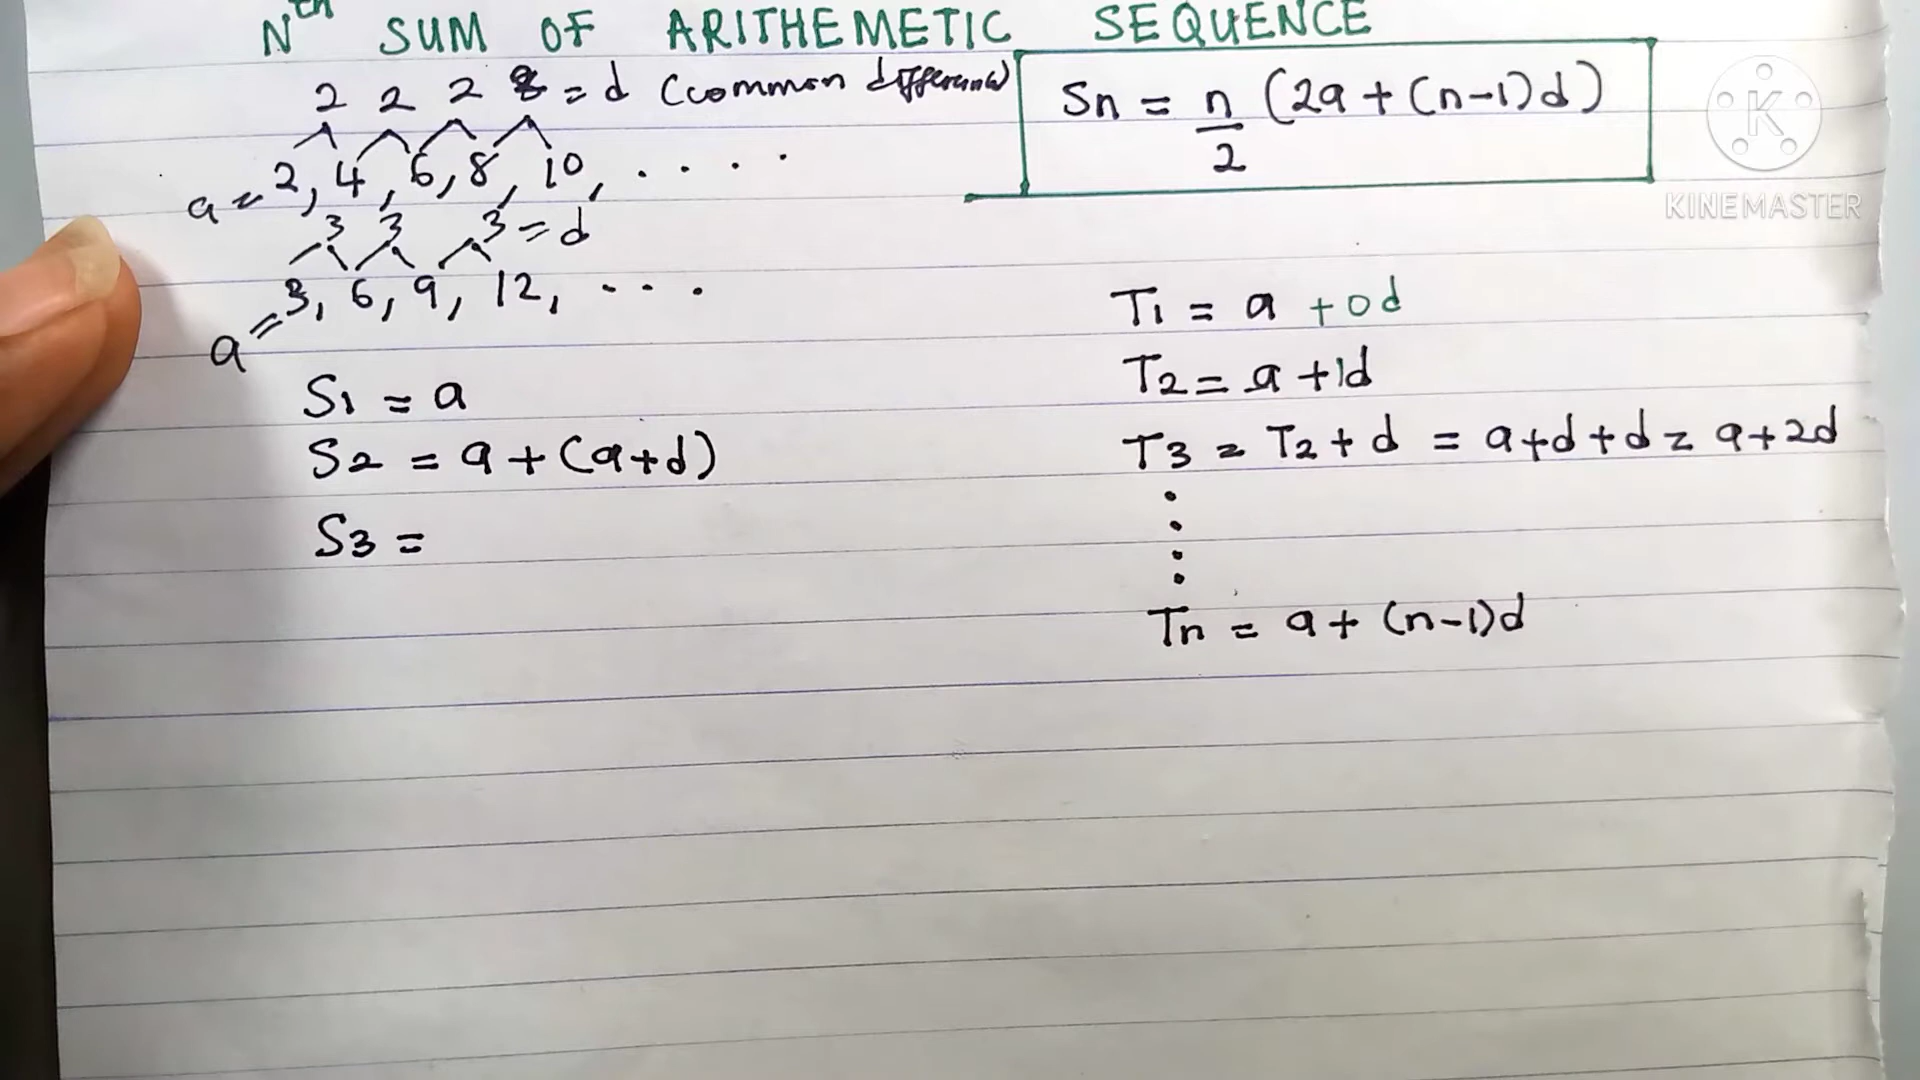 Nth SUM OF ARITHEMETIC SEQUENCE
2 2 2 2 = d (common difference)
a = 2, 4, 6, 8, 10, . . . .
3 3 3 = d
a = 3, 6, 9, 12, . . .
S1 = a
S2 = a + (a+d)
S3 =
Sn = n/2 (2a + (n-1)d)
K
KINEMASTER
T1 = a + 0d
T2 = a + 1d
T3 = T2 + d = a+d+d = a+2d
.
.
.
.
Tn = a + (n-1)d